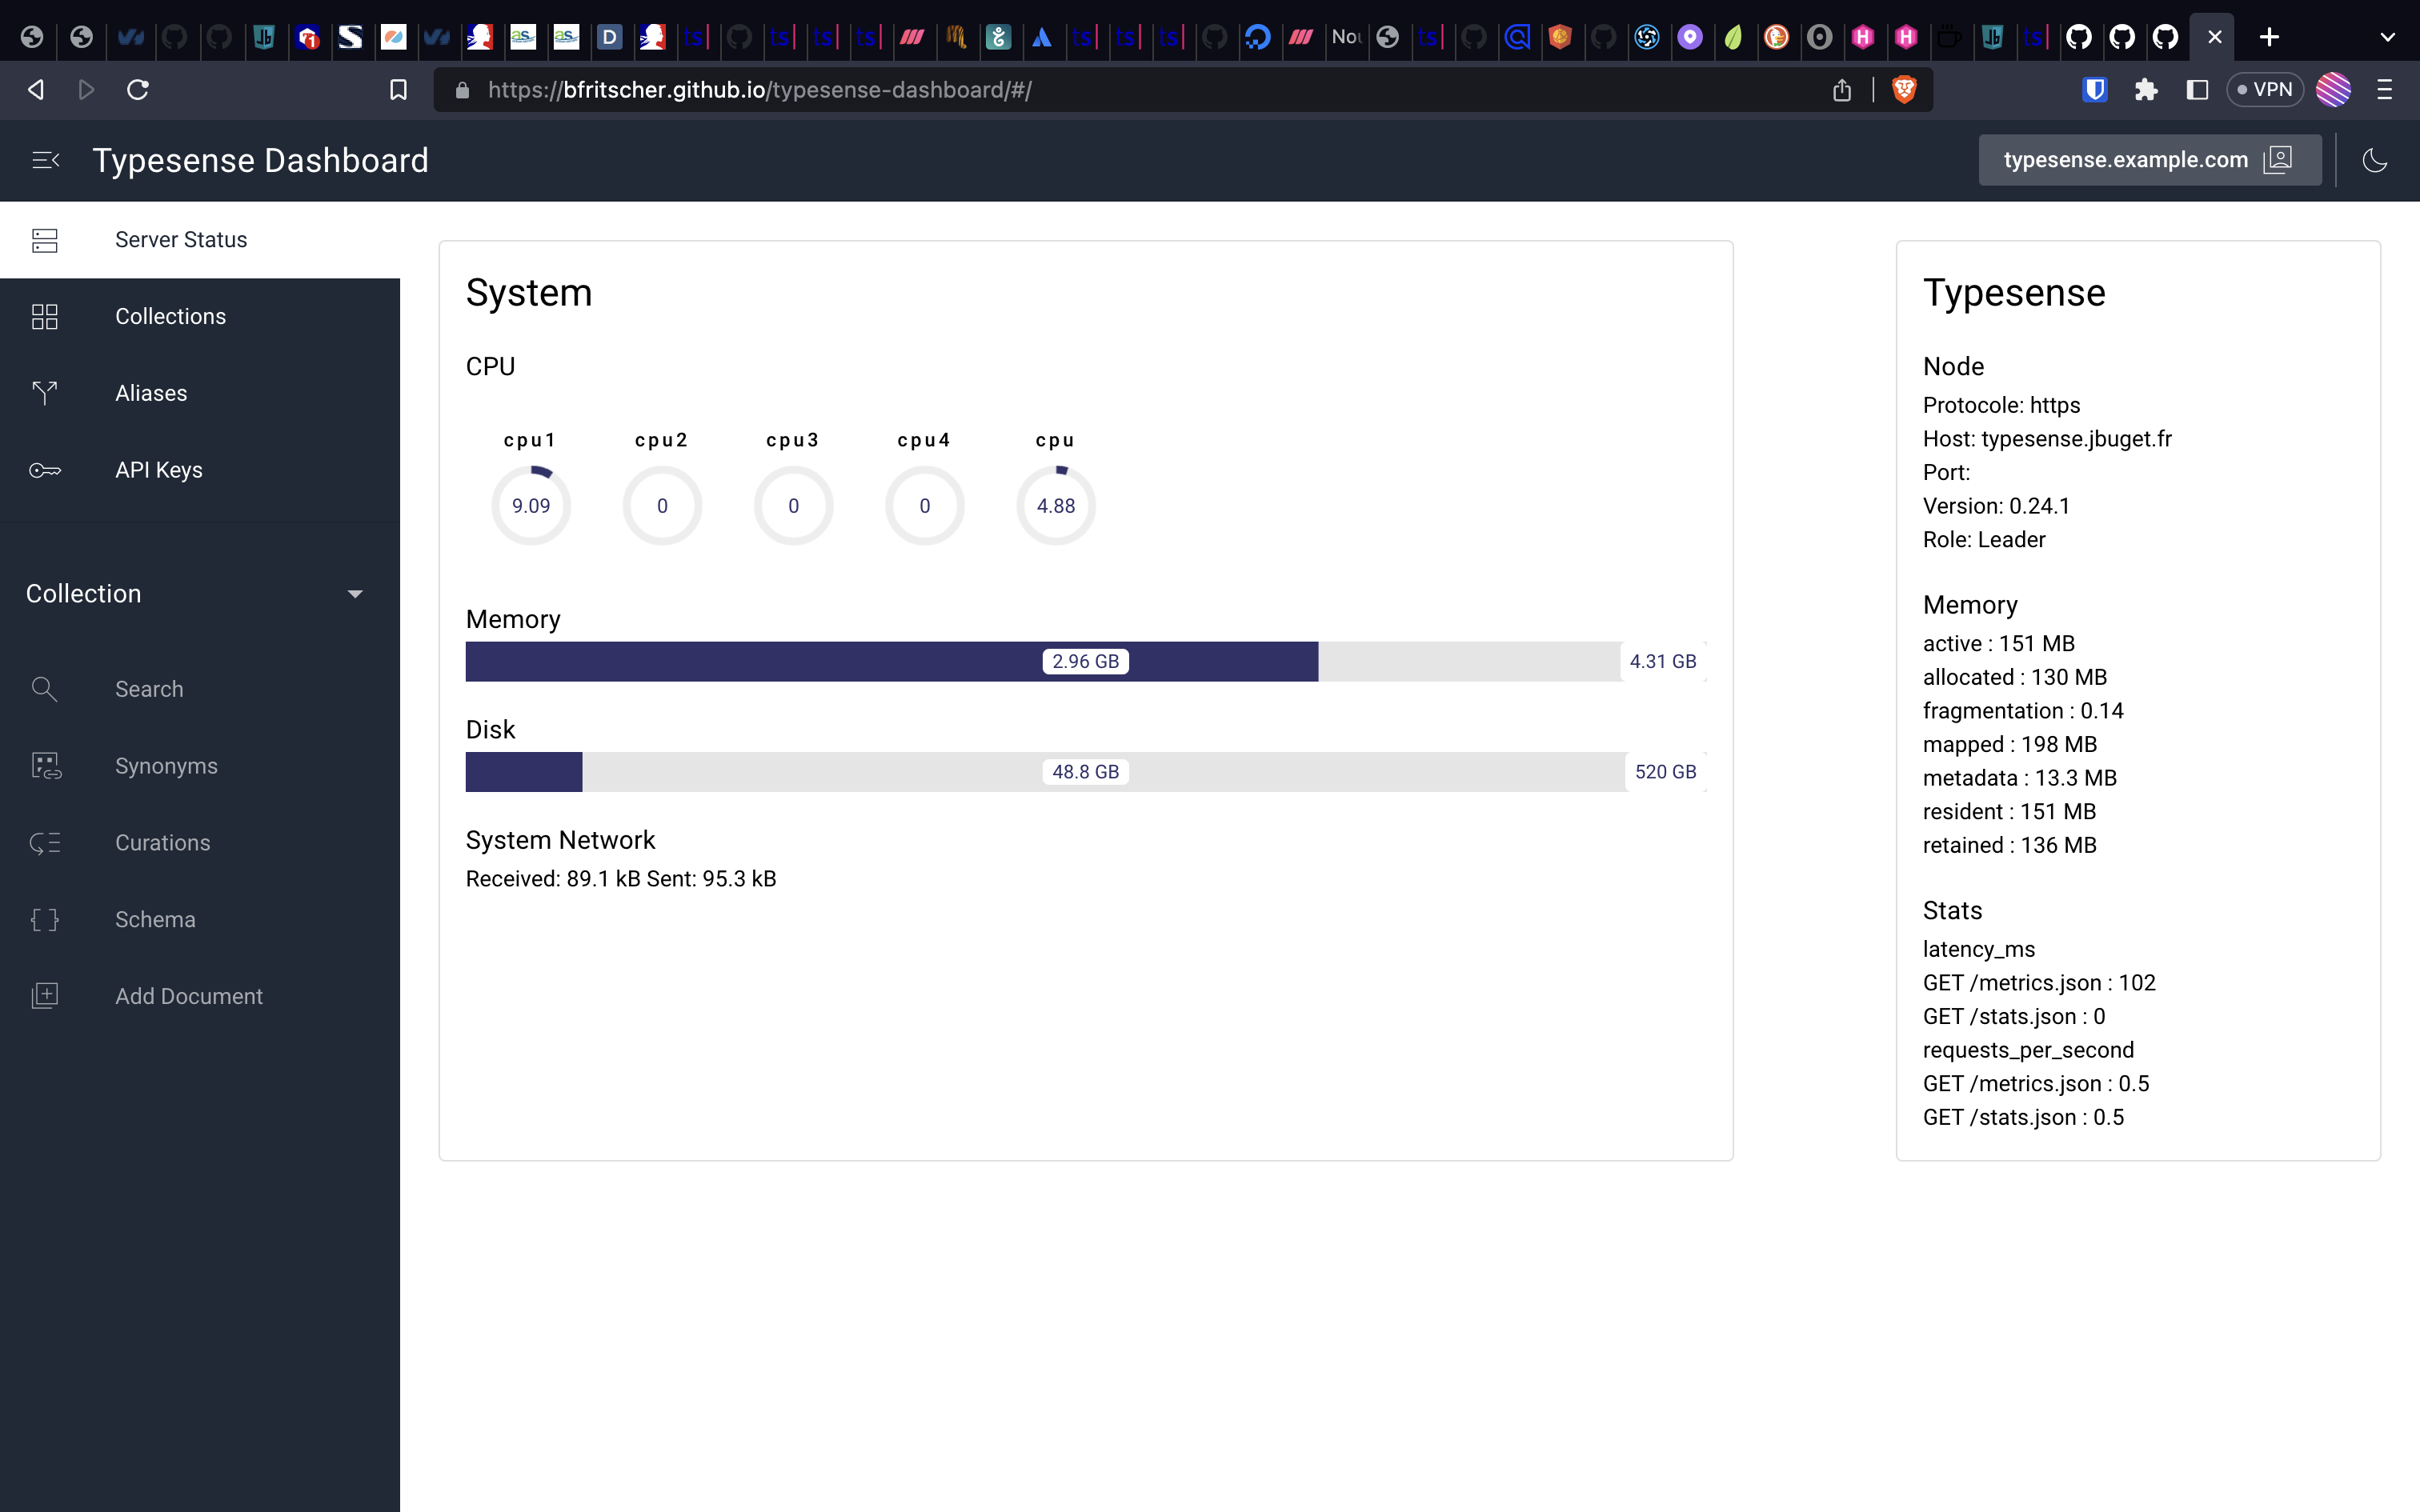 Nou
https://bfritscher.github.io/typesense-dashboard/#/
VPN
Typesense Dashboard
typesense.example.com
Server Status
Collections
Aliases
API Keys
Collection
Search
Synonyms
Curations
Schema
Add Document
System
CPU
cpu1 cpu2 cpu3 cpu4 cpu
9.09 0 0 0 4.88
Memory
2.96 GB 4.31 GB
Disk
48.8 GB 520 GB
System Network
Received: 89.1 kB Sent: 95.3 kB
Typesense
Node
Protocole: https
Host: typesense.jbuget.fr
Port:
Version: 0.24.1
Role: Leader
Memory
active : 151 MB
allocated : 130 MB
fragmentation : 0.14
mapped : 198 MB
metadata : 13.3 MB
resident : 151 MB
retained : 136 MB
Stats
latency_ms
GET /metrics.json : 102
GET /stats.json : 0
requests_per_second
GET /metrics.json : 0.5
GET /stats.json : 0.5